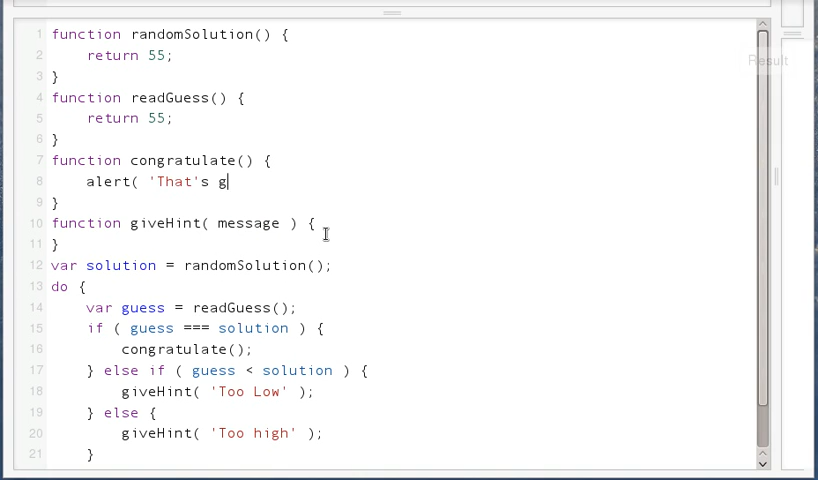 Result
1 function randomSolution() {
2 return 55;
3 }
4 function readGuess() {
5 return 55;
6 }
7 function congratulate() {
8 alert( 'That's g
9 }
10 function giveHint( message ) {
11 }
12 var solution = randomSolution();
13 do {
14 var guess = readGuess();
15 if ( guess === solution ) {
16 congratulate();
17 } else if ( guess < solution ) {
18 giveHint( 'Too Low' );
19 } else {
20 giveHint( 'Too high' );
21 }